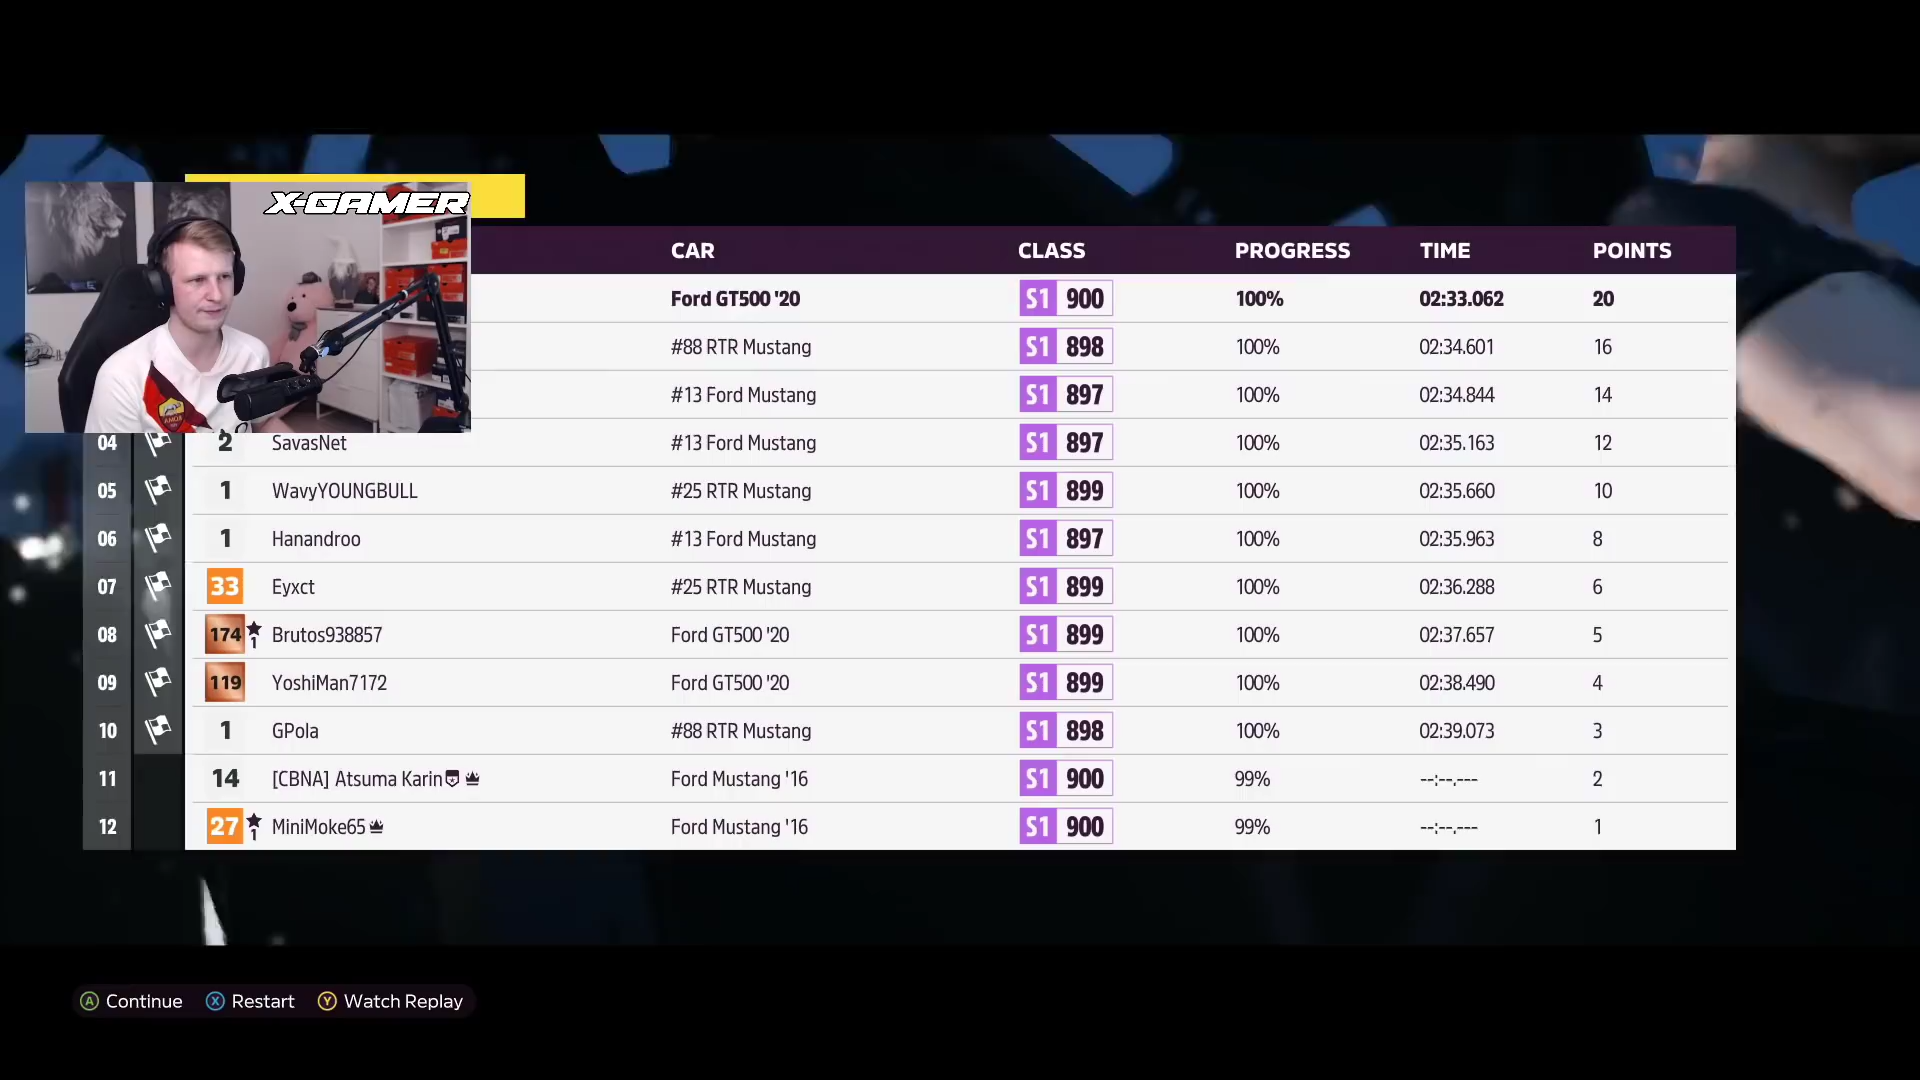 X-GAMER
CAR CLASS PROGRESS TIME POINTS
Ford GT500 '20 S1 900 100% 02:33.062 20
#88 RTR Mustang S1 898 100% 02:34.601 16
#13 Ford Mustang S1 897 100% 02:34.844 14
04 2 SavasNet #13 Ford Mustang S1 897 100% 02:35.163 12
05 1 WavyYOUNGBULL #25 RTR Mustang S1 899 100% 02:35.660 10
06 1 Hanandroo #13 Ford Mustang S1 897 100% 02:35.963 8
07 33 Eyxct #25 RTR Mustang S1 899 100% 02:36.288 6
08 174 1 Brutos938857 Ford GT500 '20 S1 899 100% 02:37.657 5
09 119 YoshiMan7172 Ford GT500 '20 S1 899 100% 02:38.490 4
10 1 GPola #88 RTR Mustang S1 898 100% 02:39.073 3
11 14 [CBNA] Atsuma Karin Ford Mustang '16 S1 900 99% --:--.--- 2
12 27 1 MiniMoke65 Ford Mustang '16 S1 900 99% --:--.--- 1
A Continue X Restart Y Watch Replay